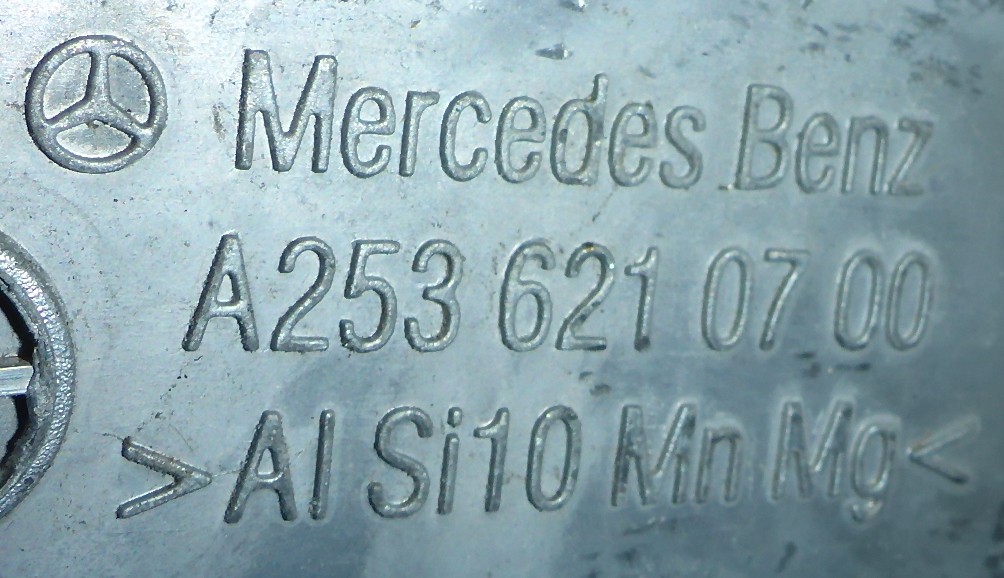 Mercedes Benz
A253 621 07 00
>Al Si10 Mn Mg<